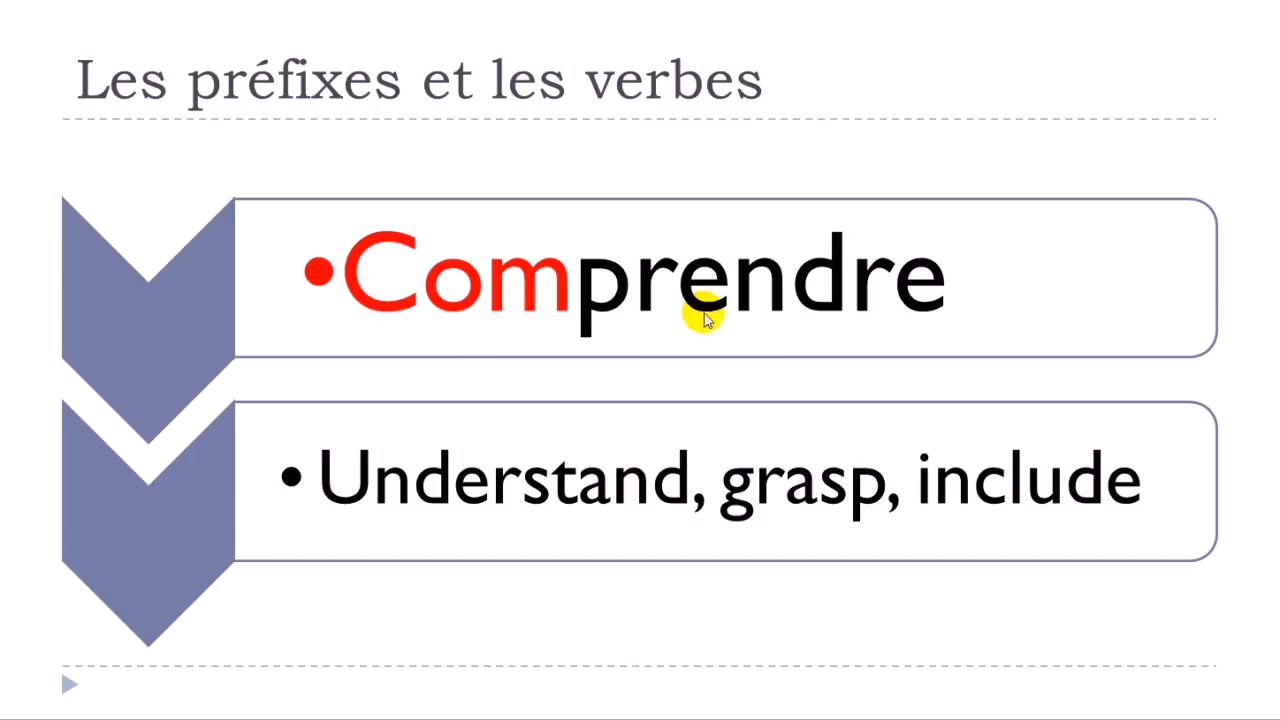 Les préfixes et les verbes
•Comprendre
•Understand, grasp, include